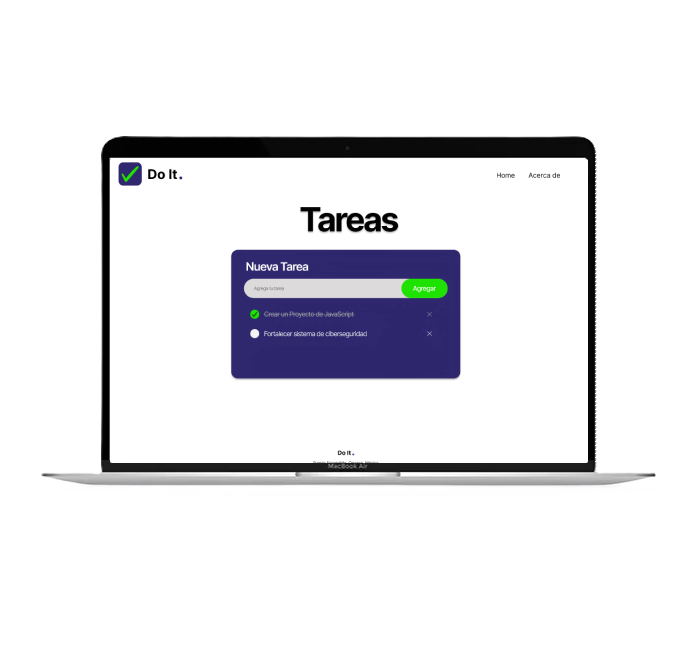 Do It.
Home
Acerca de
Tareas
Nueva Tarea
Agrega tu tarea
Agregar
Crear un Proyecto de JavaScript
Fortalecer sistema de ciberseguridad
Do It.
MacBook Air